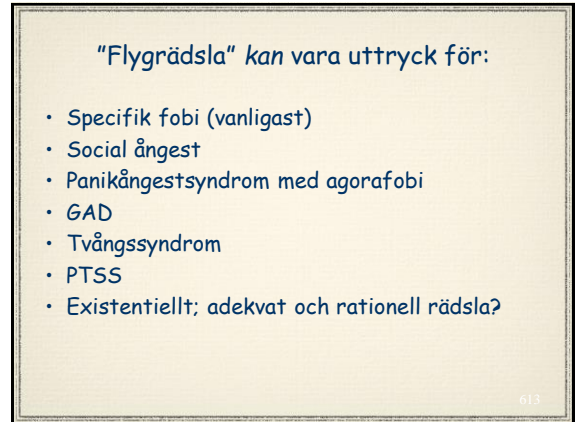 ”Flygrädsla” kan vara uttryck för:
• Specifik fobi (vanligast)
• Social ångest
• Panikångestsyndrom med agorafobi
• GAD
• Tvångssyndrom
• PTSS
• Existentiellt; adekvat och rationell rädsla?
613